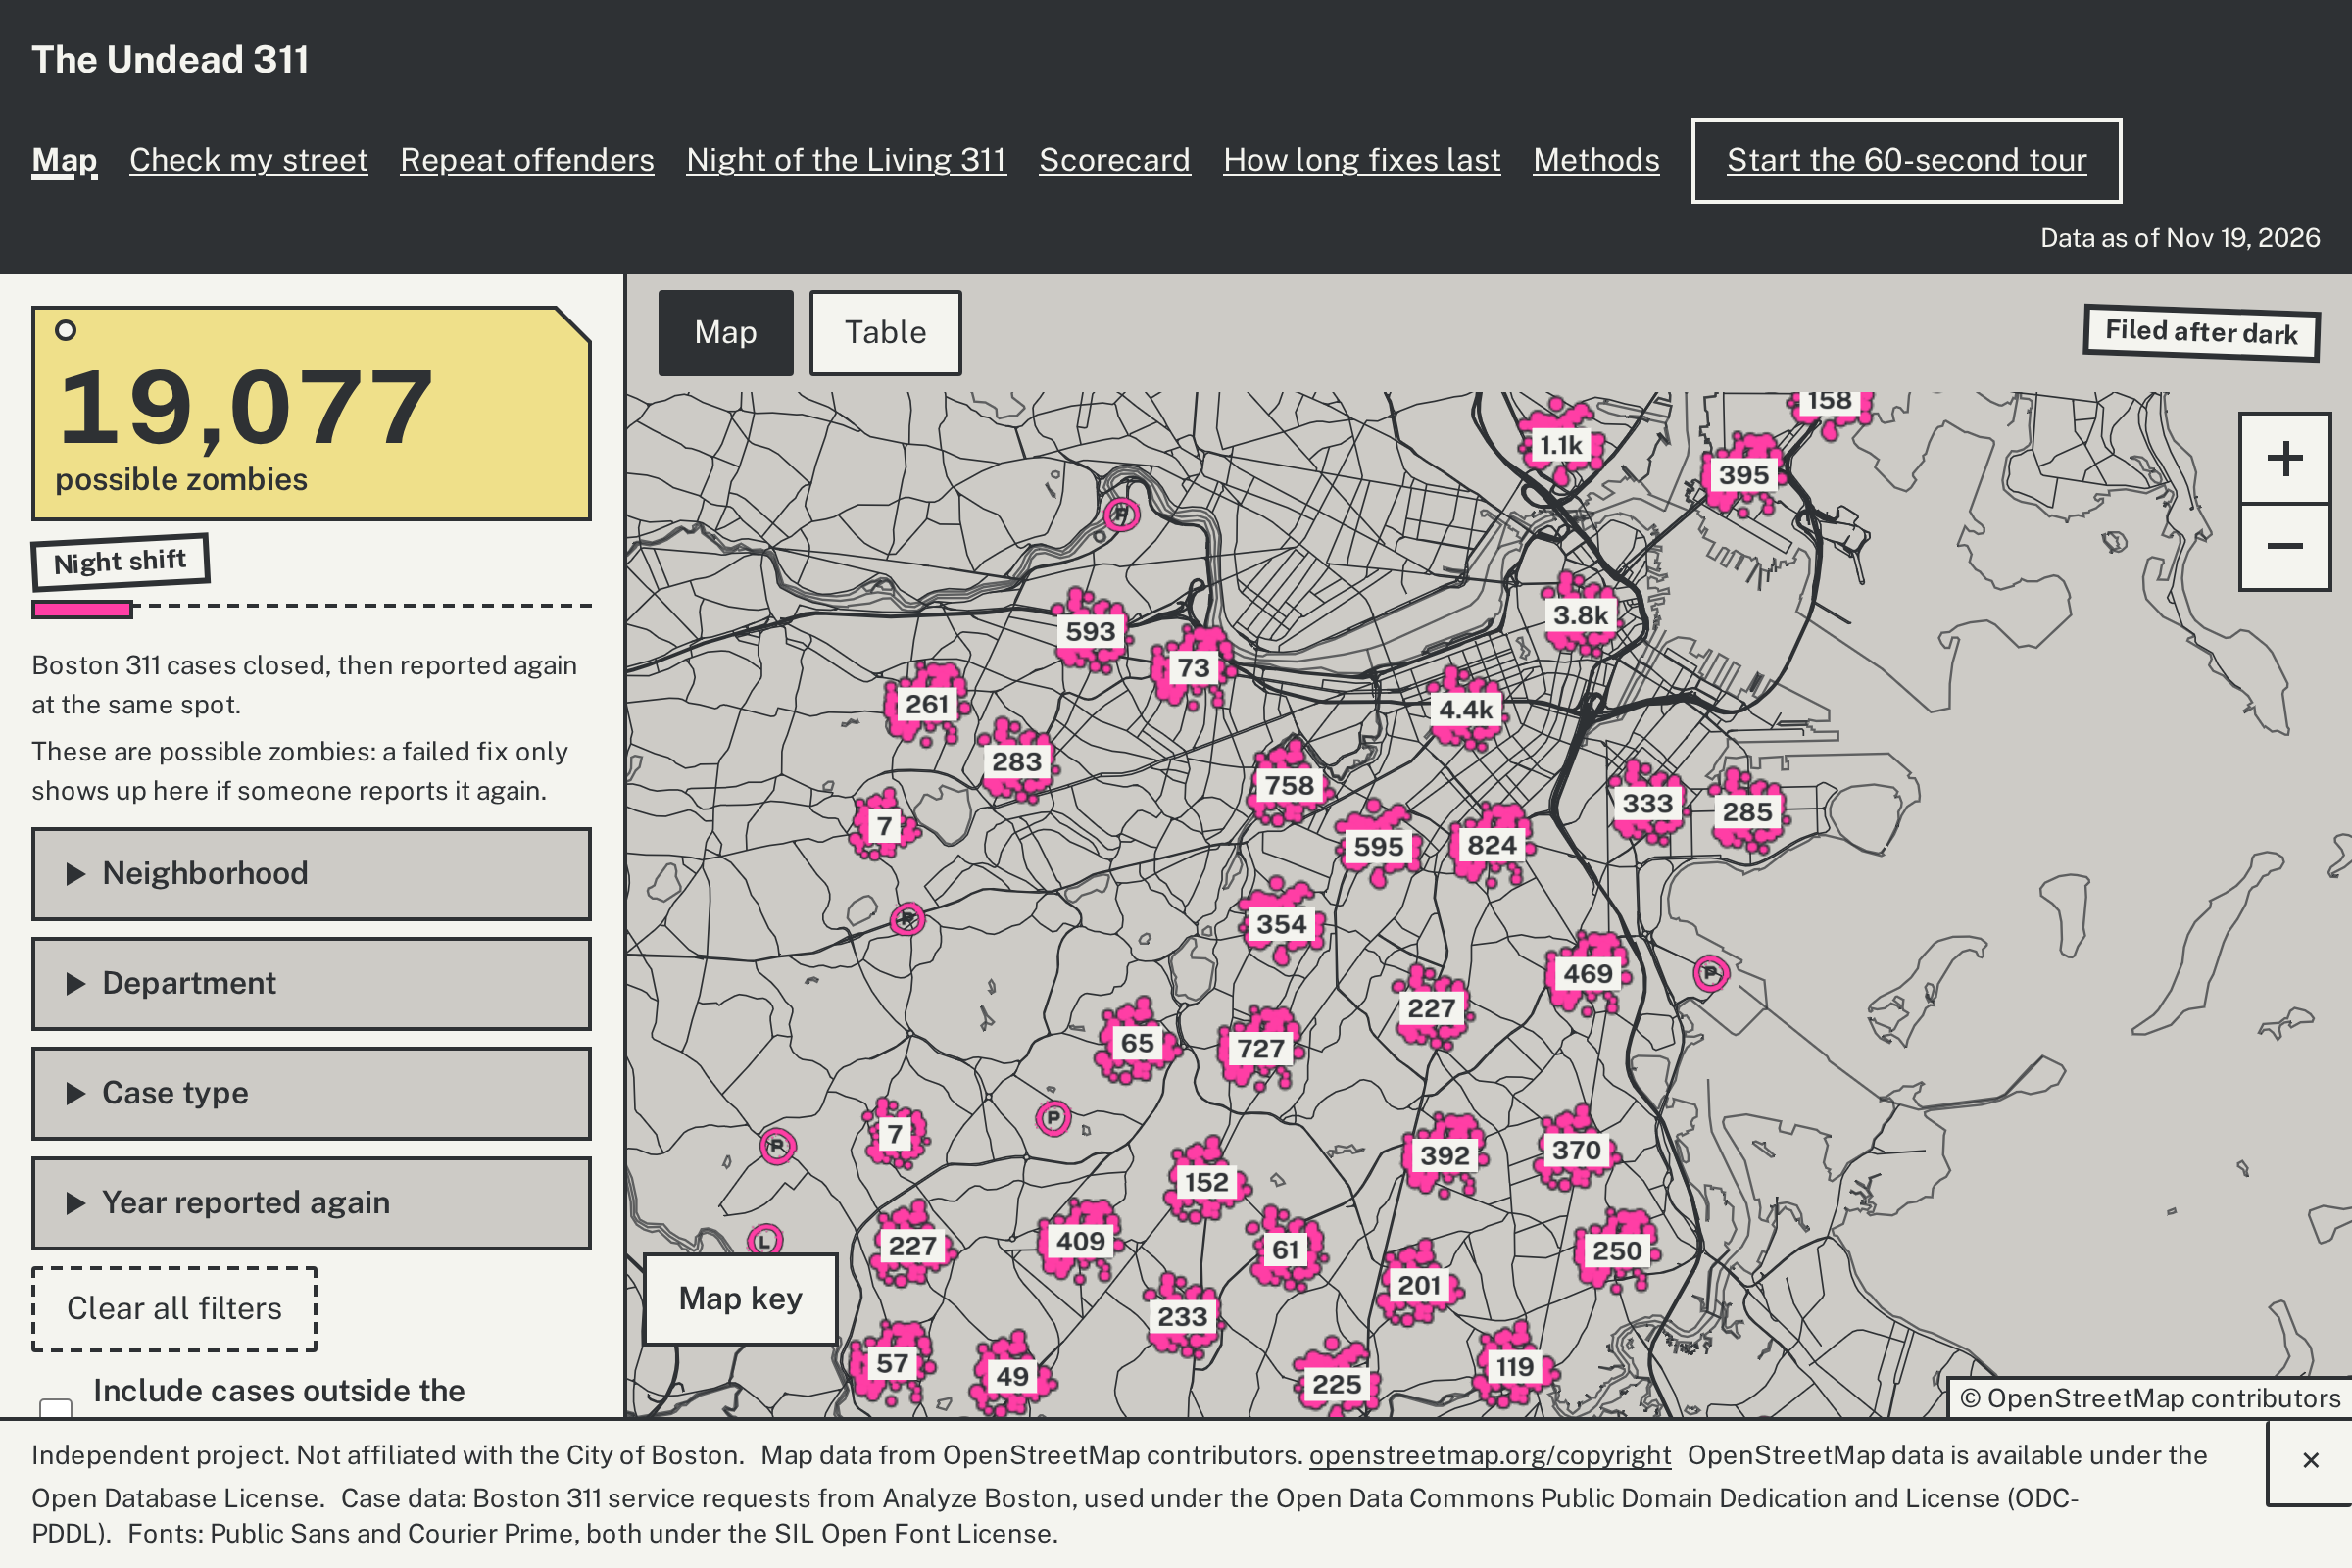 The Undead 311
Map Check my street Repeat offenders Night of the Living 311 Scorecard How long fixes last Methods Start the 60-second tour
Data as of Nov 19, 2026
19,077
possible zombies
Night shift
Boston 311 cases closed, then reported again
at the same spot.
These are possible zombies: a failed fix only
shows up here if someone reports it again.
Neighborhood
Department
Case type
Year reported again
Clear all filters
Include cases outside the
Map Table
Filed after dark
158
1.1k
395
P
+
−
3.8k
593
73
261
4.4k
283
758
333
285
7
595
824
P
354
469
P
227
65
727
P
7
P
392
370
152
L
227
409
61
250
201
Map key
233
57
49
225
119
© OpenStreetMap contributors
Independent project. Not affiliated with the City of Boston. Map data from OpenStreetMap contributors. openstreetmap.org/copyright OpenStreetMap data is available under the
Open Database License. Case data: Boston 311 service requests from Analyze Boston, used under the Open Data Commons Public Domain Dedication and License (ODC-
PDDL). Fonts: Public Sans and Courier Prime, both under the SIL Open Font License.
×